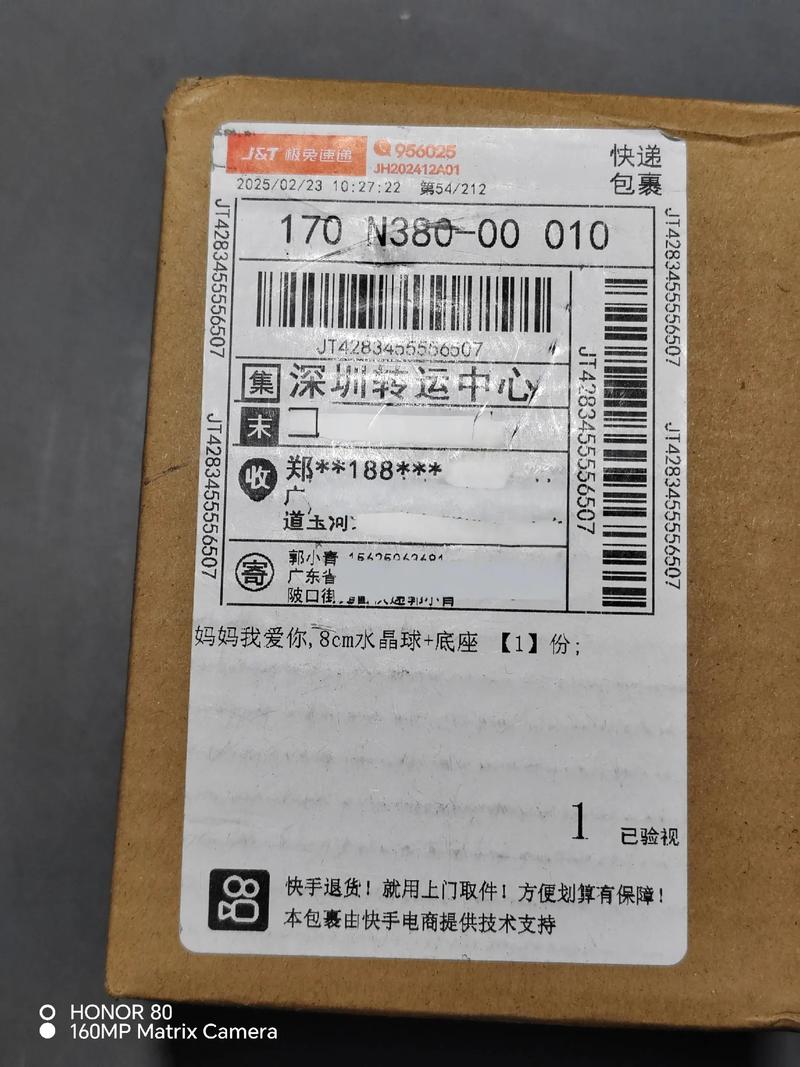 J&T 极兔速递
956025
JH202412A01
快递
包裹
2025/02/23 10:27:22 第54/212
170 N380-00 010
JT4283455556507
JT4283455556507
JT4283455556507
JT4283455556507
JT4283455556507
JT4283455556507
集 深圳转运中心
末
收 郑**188***
广
道玉河
寄 郭小青
广东省
陂口街
妈妈我爱你,8cm水晶球+底座 【1】份;
1 已验视
快手退货!就用上门取件!方便划算有保障!
本包裹由快手电商提供技术支持
HONOR 80
160MP Matrix Camera